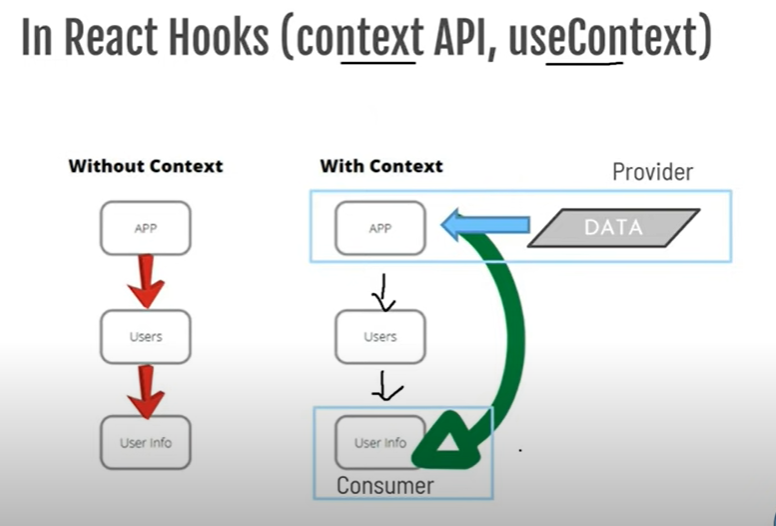 In React Hooks (context API, useContext)
Without Context
With Context
Provider
APP
APP
DATA
Users
Users
User Info
User Info
Consumer